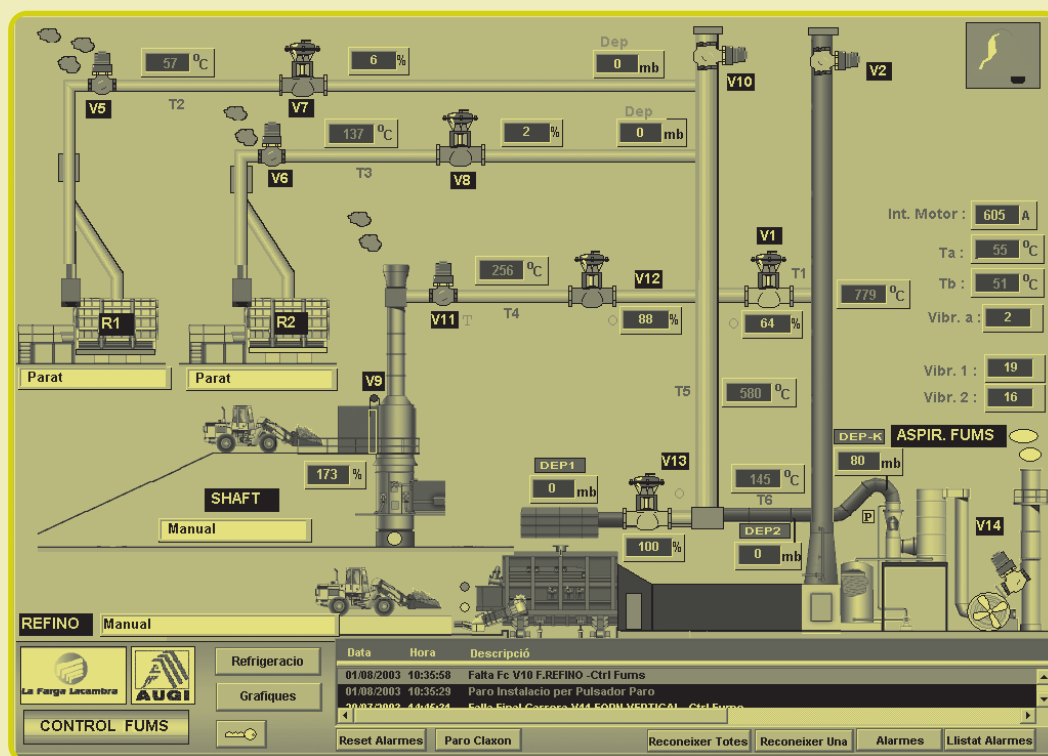 57 °C
6 %
Dep
0 mb
V10
V2
V5
T2
V7
137 °C
2 %
Dep
0 mb
V6
T3
V8
Int. Motor : 605 A
Ta : 55 °C
Tb : 51 °C
Vibr. a : 2
Vibr. 1 : 19
Vibr. 2 : 16
V1
256 °C
V12
T1
779 °C
V11 T
T4
88 %
64 %
R1
R2
Parat
Parat
V9
T5
580 °C
DEP-K
ASPIR. FUMS
80 mb
173 %
SHAFT
Manual
DEP1
0 mb
V13
145 °C
T6
DEP2
0 mb
100 %
P
V14
REFINO
Manual
La Farga Lacambra
AUGI
CONTROL FUMS
Refrigeracio
Grafiques
Data Hora Descripció
01/08/2003 10:35:58 Falta Fc V10 F.REFINO -Ctrl Fums
01/08/2003 10:35:29 Paro Instalacio per Pulsador Paro
Reset Alarmes
Paro Claxon
Reconeixer Totes
Reconeixer Una
Alarmes
Llistat Alarmes